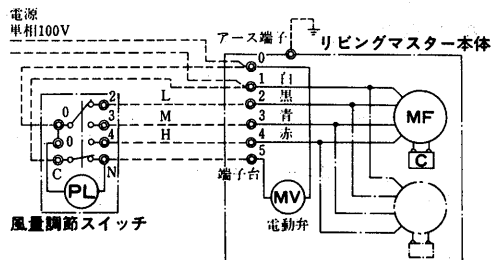 電源
単相100V
アース端子
リビングマスター本体
0
1 白
2 黒
3 青
4 赤
5
端子台
L
M
H
0
2
3
0
4
C
N
PL
風量調節スイッチ
MV
電動弁
MF
C